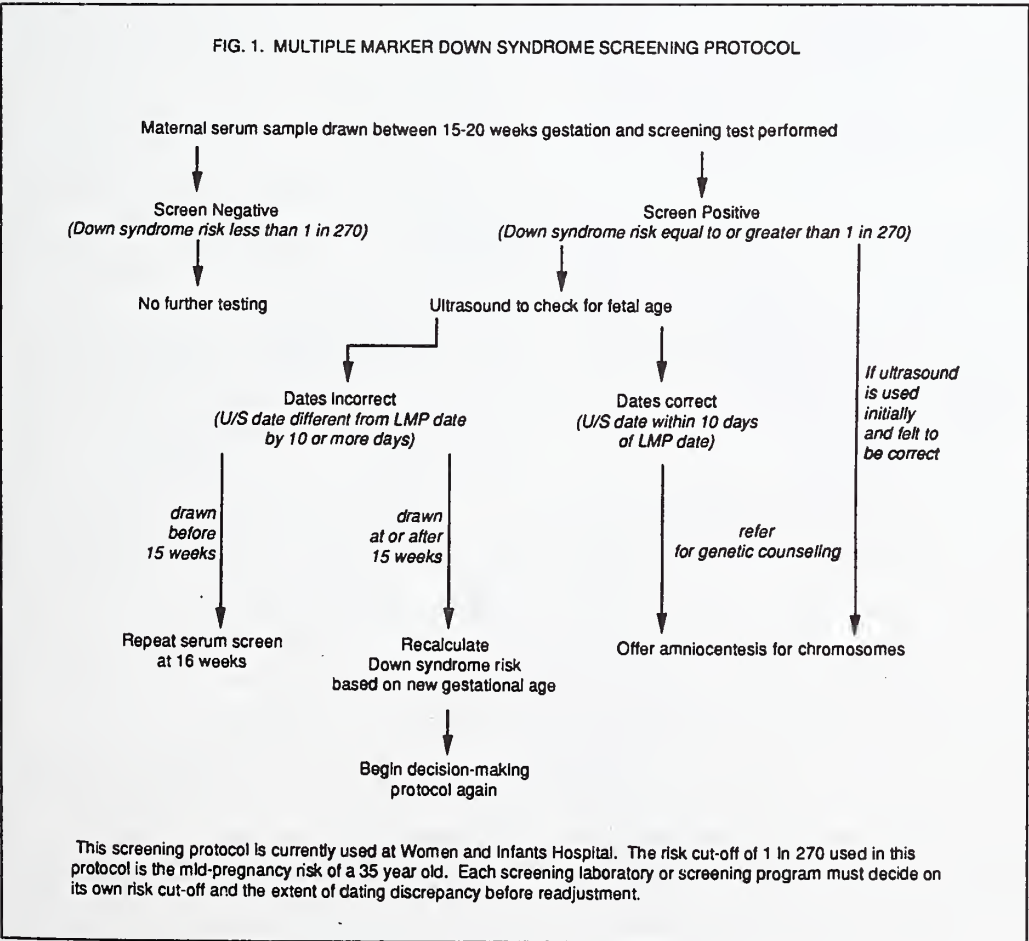 FIG. 1. MULTIPLE MARKER DOWN SYNDROME SCREENING PROTOCOL
Maternal serum sample drawn between 15-20 weeks gestation and screening test performed
Screen Negative
(Down syndrome risk less than 1 in 270)
Screen Positive
(Down syndrome risk equal to or greater than 1 in 270)
No further testing
Ultrasound to check for fetal age
If ultrasound
is used
initially
and felt to
be correct
Dates Incorrect
(U/S date different from LMP date
by 10 or more days)
Dates correct
(U/S date within 10 days
of LMP date)
drawn
before
15 weeks
drawn
at or after
15 weeks
refer
for genetic counseling
Repeat serum screen
at 16 weeks
Recalculate
Down syndrome risk
based on new gestational age
Offer amniocentesis for chromosomes
Begin decision-making
protocol again
This screening protocol is currently used at Women and Infants Hospital. The risk cut-off of 1 in 270 used in this
protocol is the mid-pregnancy risk of a 35 year old. Each screening laboratory or screening program must decide on
its own risk cut-off and the extent of dating discrepancy before readjustment.